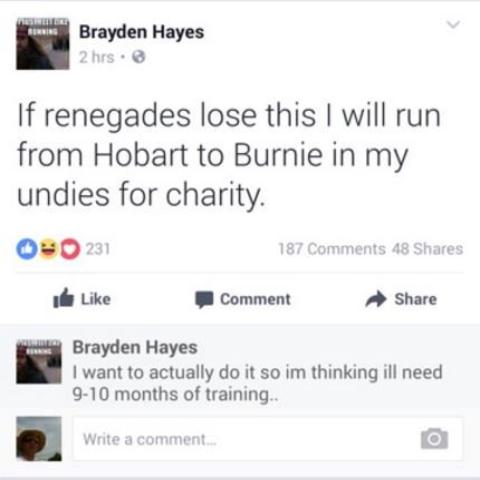 Brayden Hayes
2 hrs
If renegades lose this I will run
from Hobart to Burnie in my
undies for charity.
231
187 Comments 48 Shares
Like Comment Share
Brayden Hayes
I want to actually do it so im thinking ill need
9-10 months of training..
Write a comment...